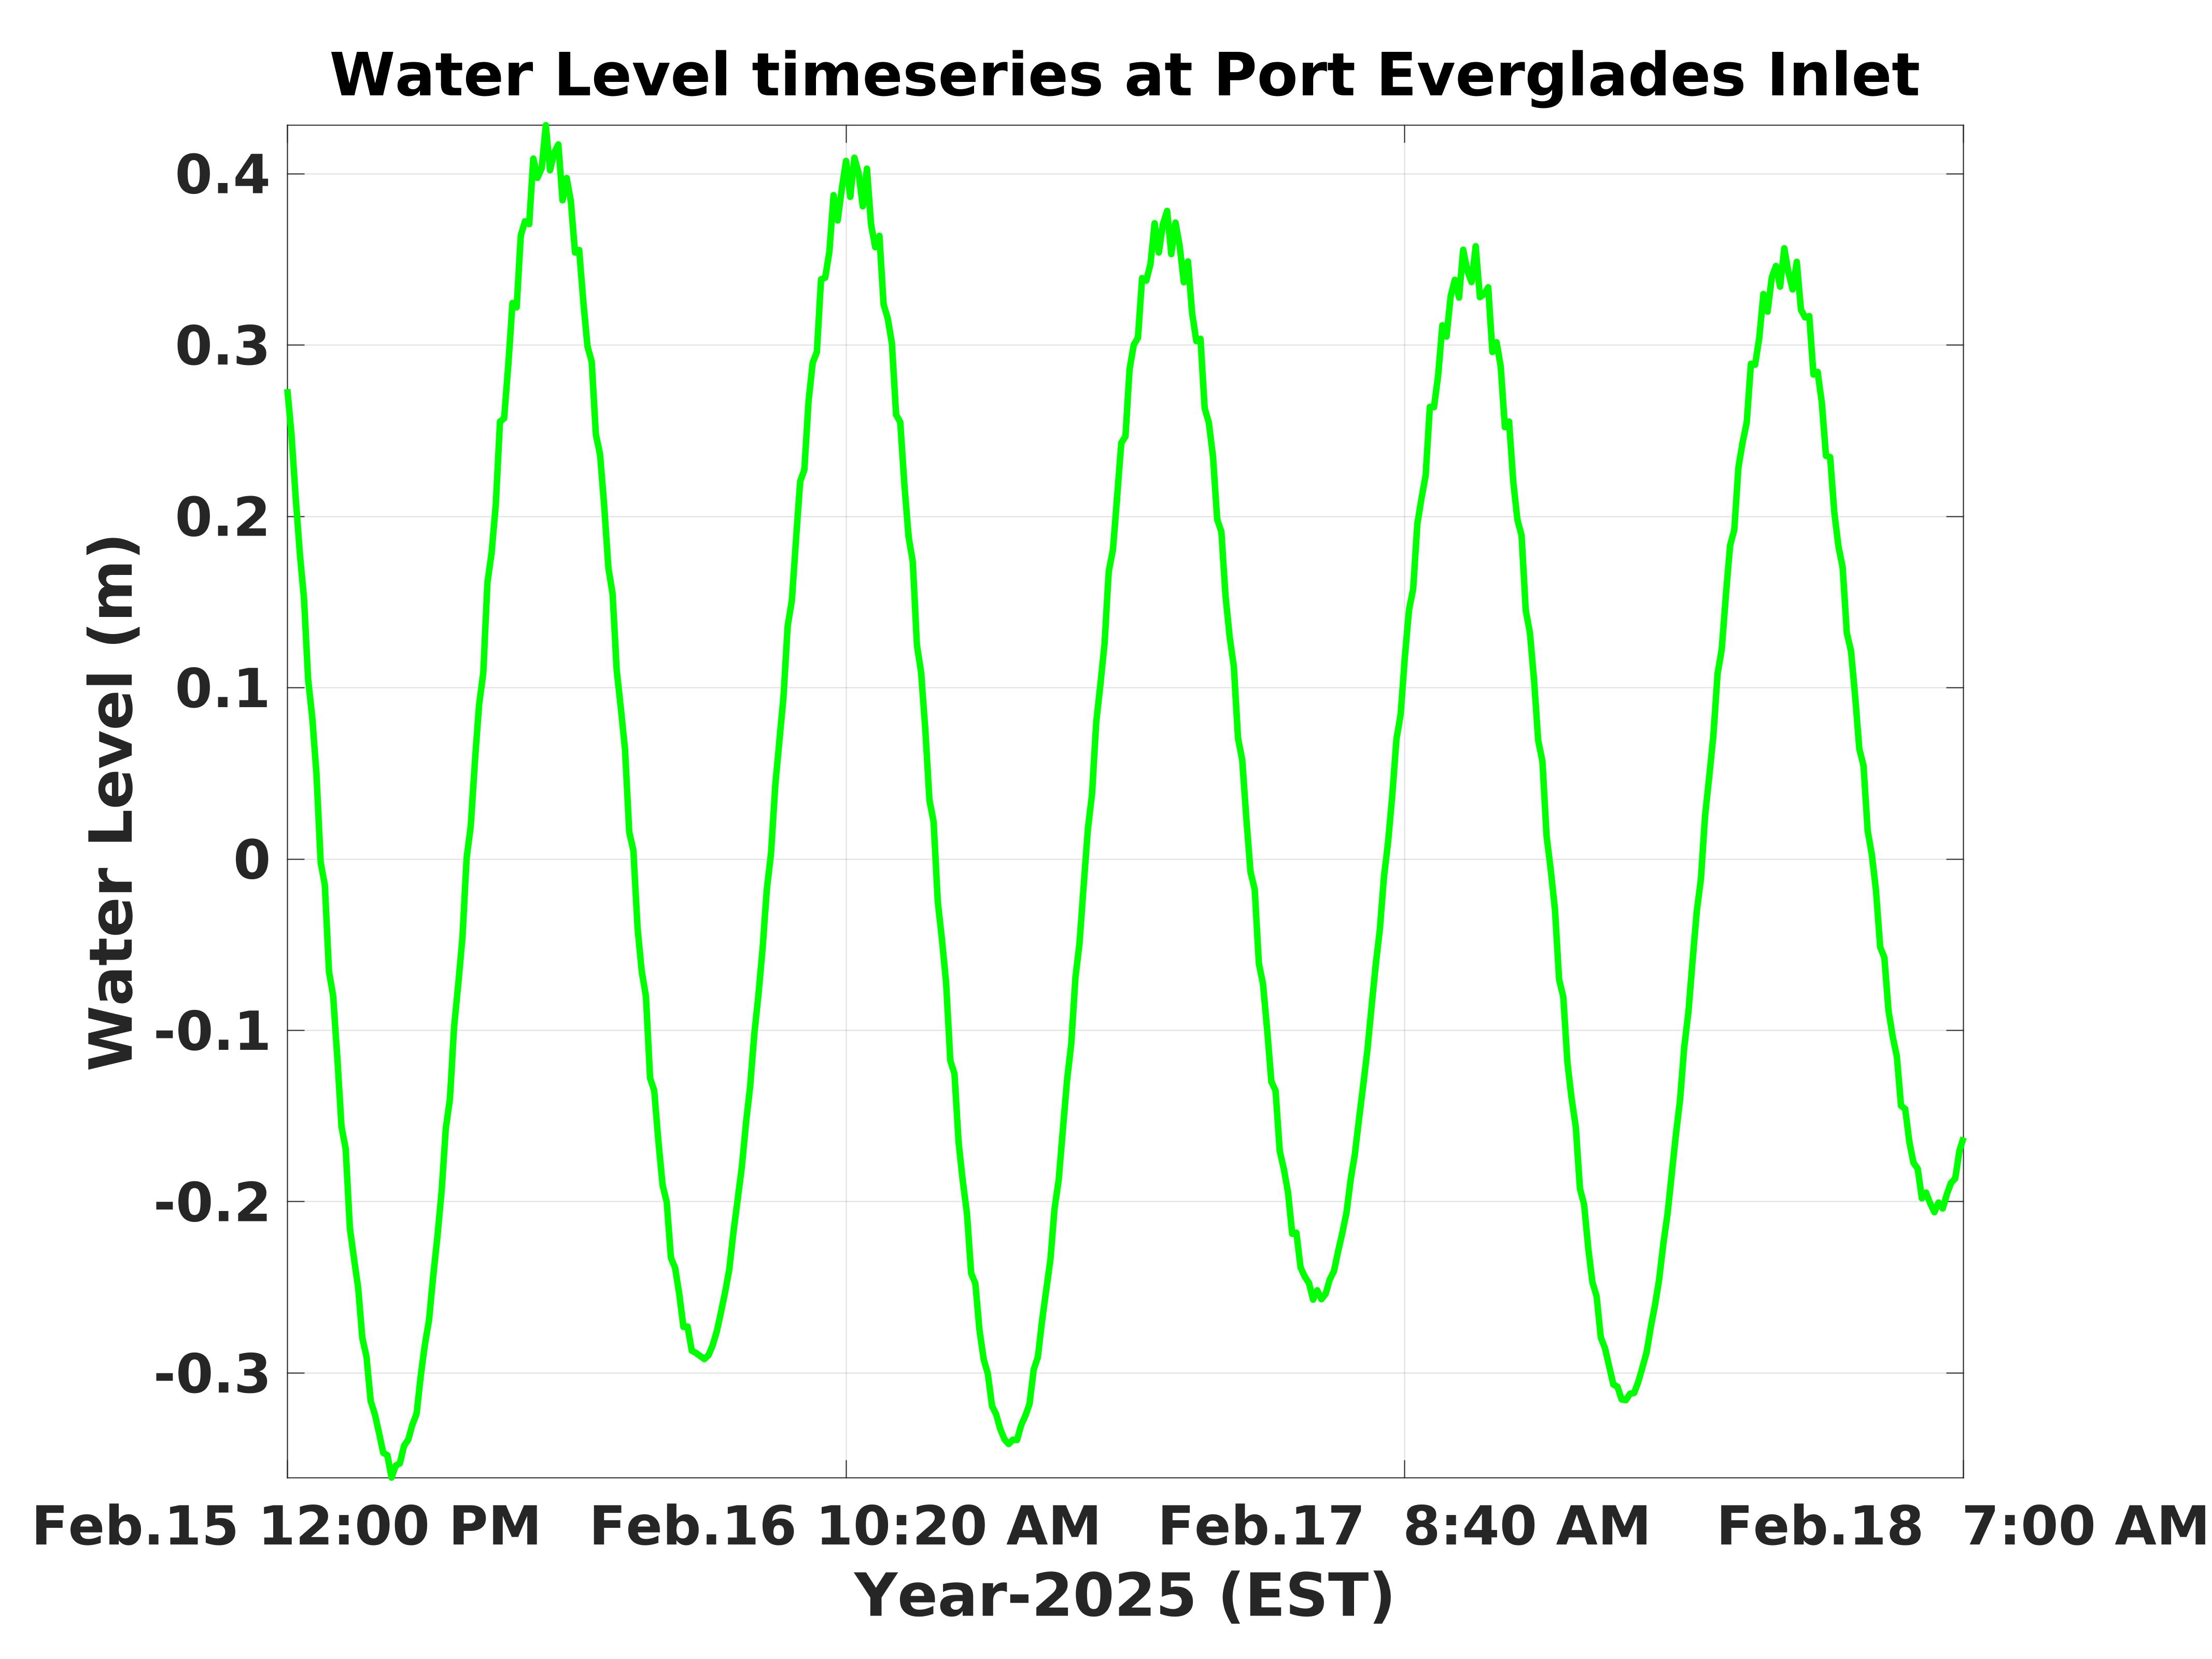 Water Level timeseries at Port Everglades Inlet
0.4
0.3
0.2
0.1
0
-0.1
-0.2
-0.3
Water Level (m)
Feb.15 12:00 PM Feb.16 10:20 AM Feb.17 8:40 AM Feb.18 7:00 AM
Year-2025 (EST)